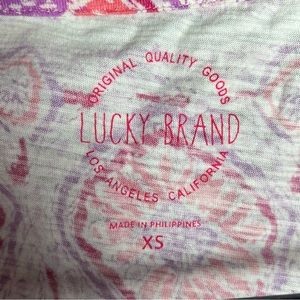 ORIGINAL QUALITY GOODS
LUCKY BRAND
LOS ANGELES CALIFORNIA
MADE IN PHILIPPINES
XS